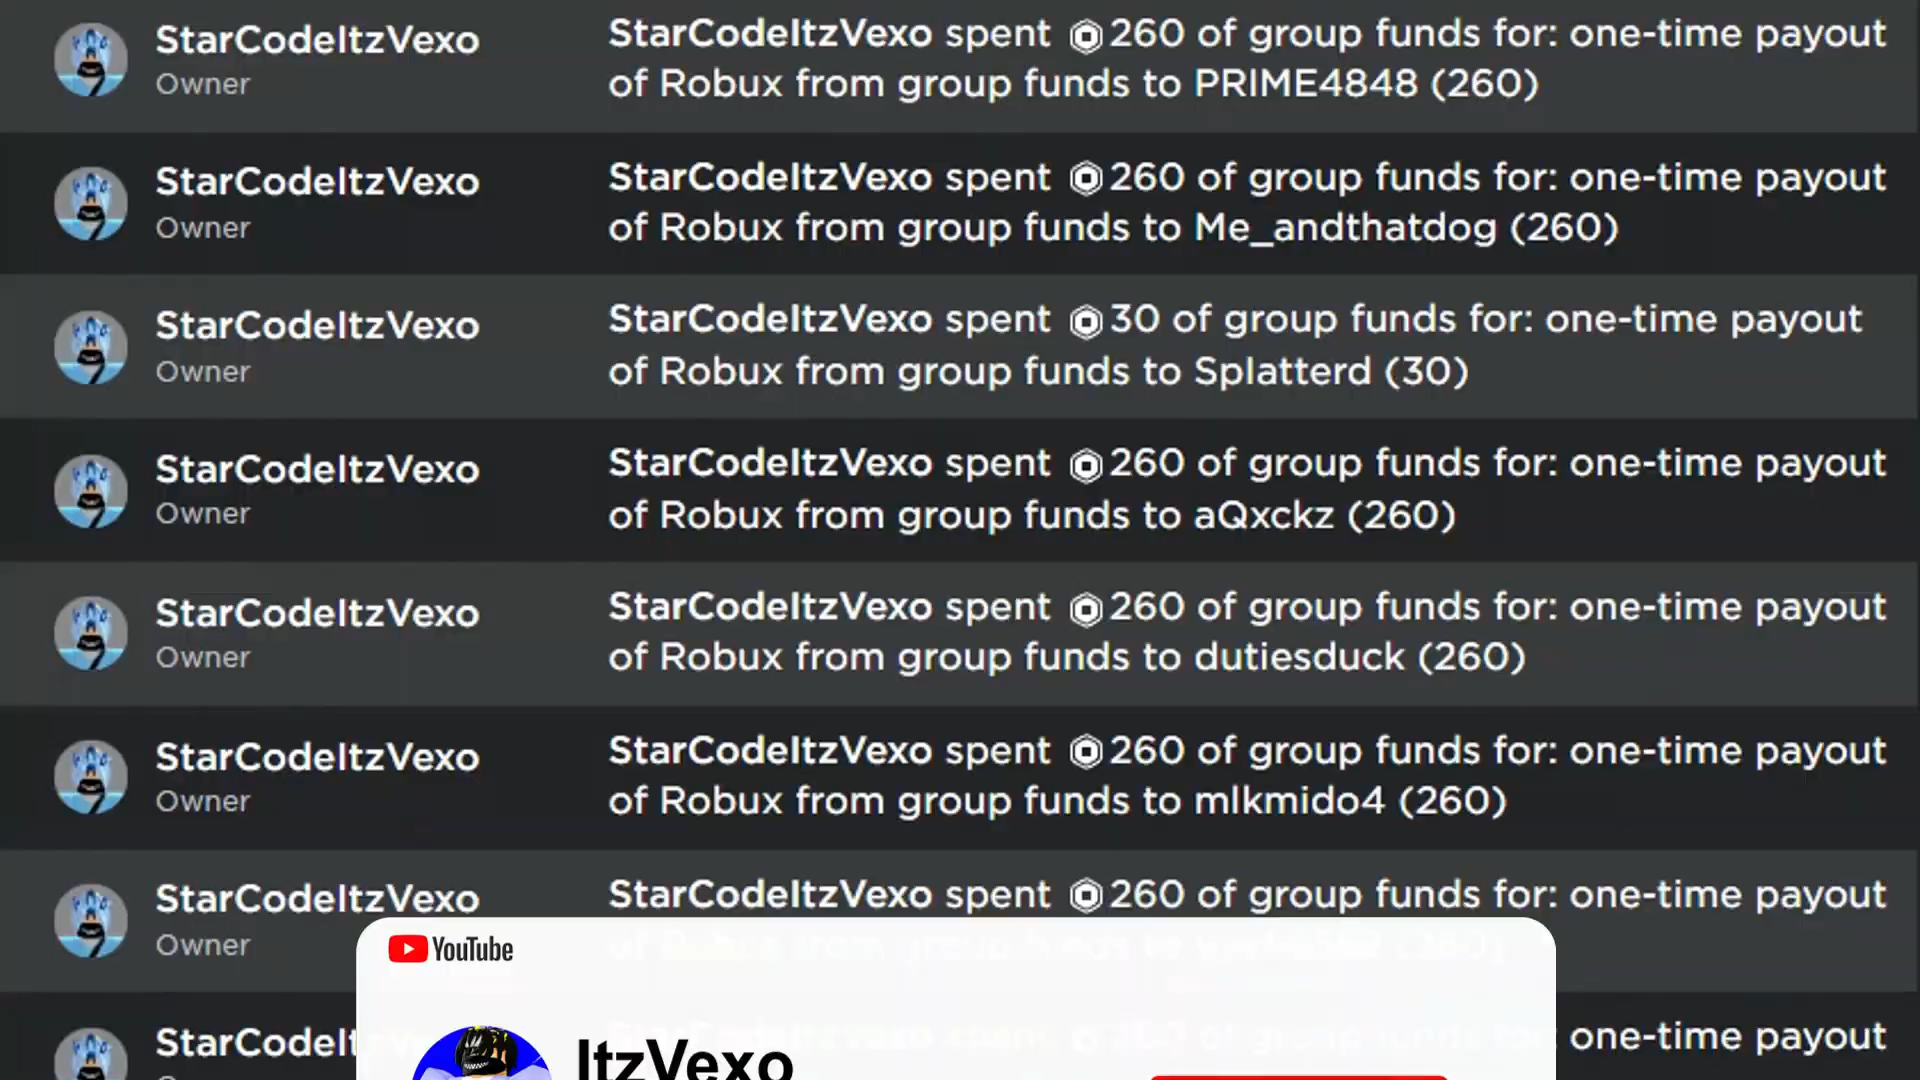 StarCodeItzVexo
Owner
StarCodeItzVexo spent 260 of group funds for: one-time payout
of Robux from group funds to PRIME4848 (260)
StarCodeItzVexo
Owner
StarCodeItzVexo spent 260 of group funds for: one-time payout
of Robux from group funds to Me_andthatdog (260)
StarCodeItzVexo
Owner
StarCodeItzVexo spent 30 of group funds for: one-time payout
of Robux from group funds to Splatterd (30)
StarCodeItzVexo
Owner
StarCodeItzVexo spent 260 of group funds for: one-time payout
of Robux from group funds to aQxckz (260)
StarCodeItzVexo
Owner
StarCodeItzVexo spent 260 of group funds for: one-time payout
of Robux from group funds to dutiesduck (260)
StarCodeItzVexo
Owner
StarCodeItzVexo spent 260 of group funds for: one-time payout
of Robux from group funds to mlkmido4 (260)
StarCodeItzVexo
Owner
StarCodeItzVexo spent 260 of group funds for: one-time payout
YouTube
StarCodeIt
one-time payout
ItzVexo